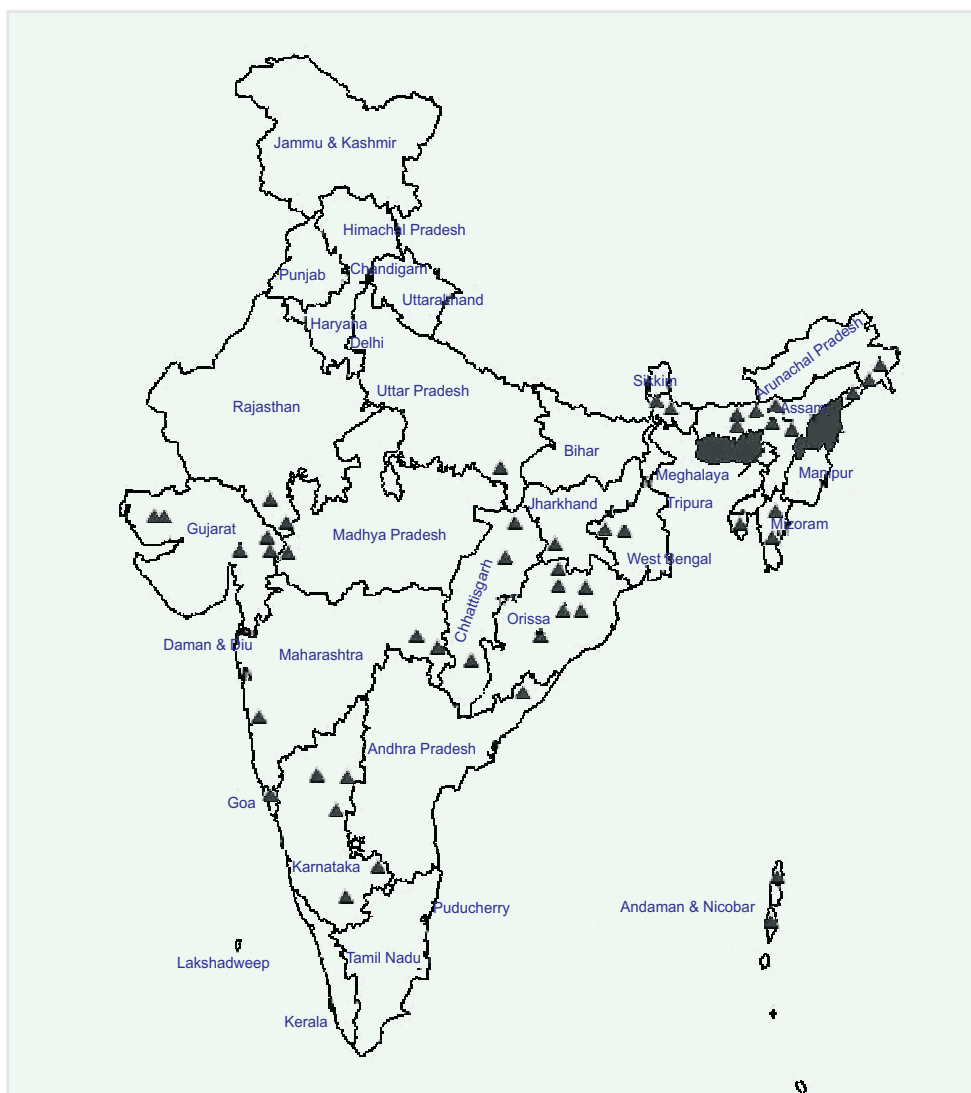 Jammu & Kashmir
Himachal Pradesh
Chandigarh
Punjab
Uttarakhand
Haryana
Delhi
Arunachal Pradesh
Sikkim
Uttar Pradesh
Rajasthan
Assam
Bihar
Meghalaya
Manipur
Jharkhand
Tripura
Mizoram
Gujarat
Madhya Pradesh
West Bengal
Chhattisgarh
Orissa
Daman & Diu
Maharashtra
Andhra Pradesh
Goa
Karnataka
Puducherry
Andaman & Nicobar
Tamil Nadu
Lakshadweep
Kerala